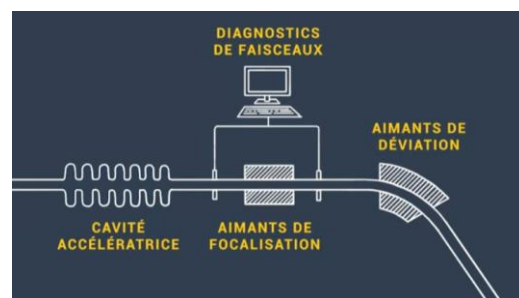 DIAGNOSTICS
DE FAISCEAUX
AIMANTS DE
DÉVIATION
CAVITÉ
ACCÉLÉRATRICE
AIMANTS DE
FOCALISATION